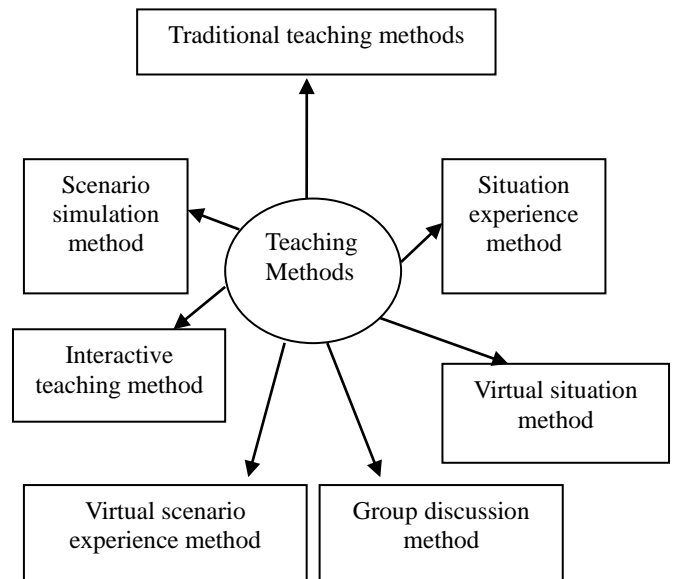 Traditional teaching methods
Scenario
simulation
method
Situation
experience
method
Teaching
Methods
Interactive
teaching method
Virtual situation
method
Virtual scenario
experience method
Group discussion
method